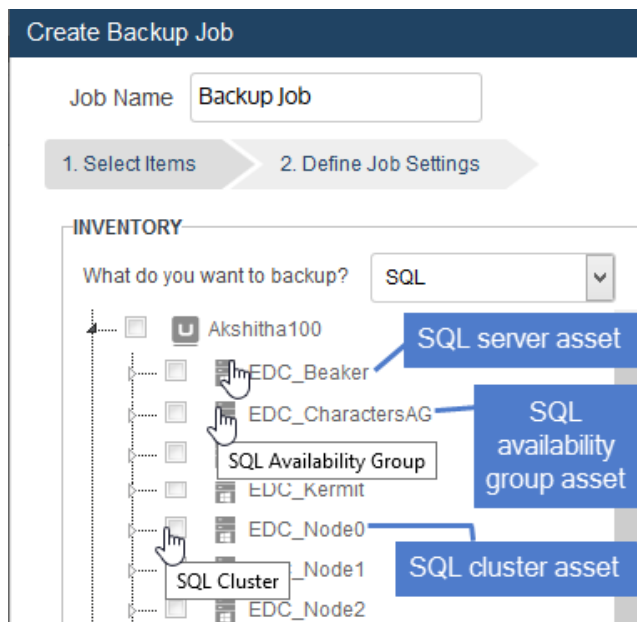 Create Backup Job
Job Name Backup Job
1. Select Items 2. Define Job Settings
INVENTORY
What do you want to backup? SQL
Akshitha100
SQL server asset
EDC_Beaker
EDC_CharactersAG
SQL
availability
group asset
SQL Availability Group
EDC_Kermit
EDC_Node0
SQL cluster asset
SQL Cluster
_Node1
EDC_Node2